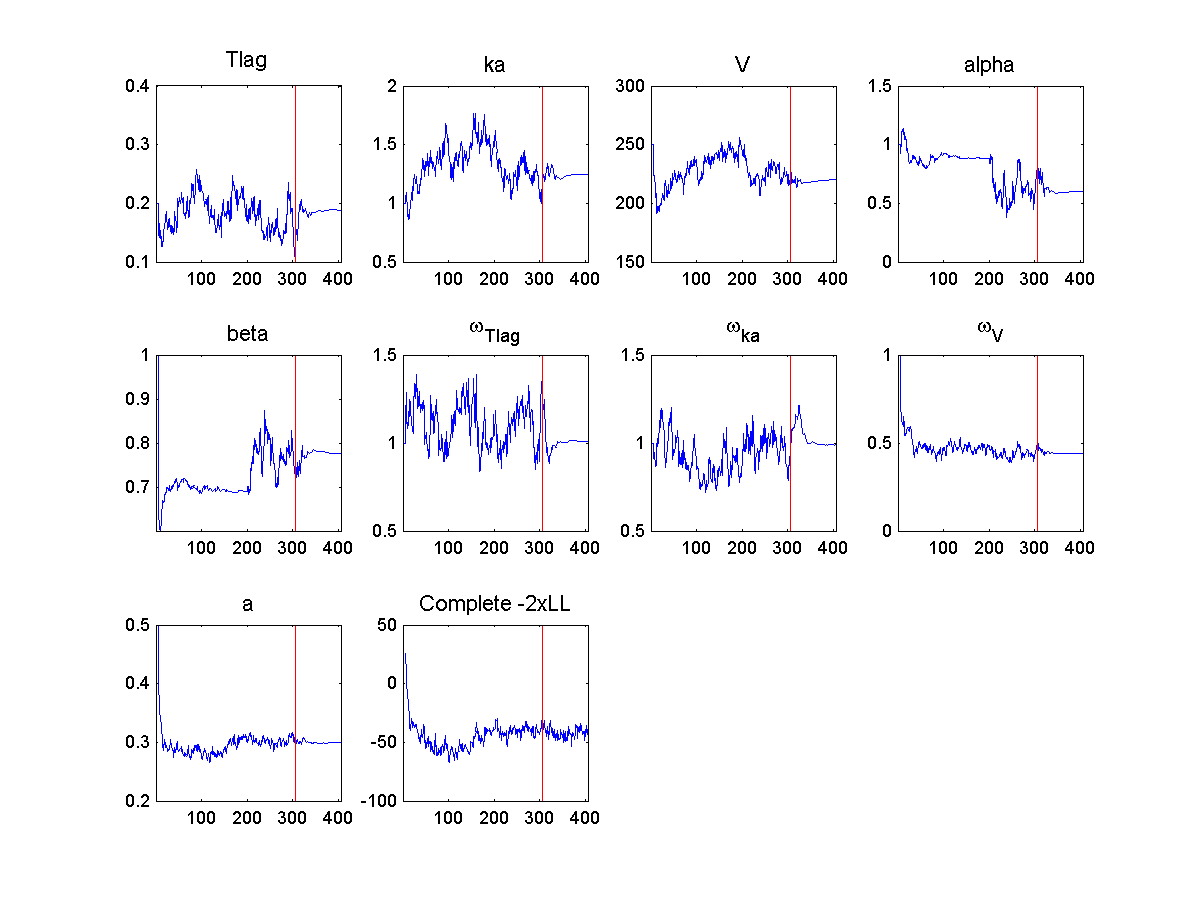 Tlag ka V alpha
0.4 2 300 1.5
0.3 1.5 250 1
0.2 1 200 0.5
0.1 0.5 150 0
100 200 300 400 100 200 300 400 100 200 300 400 100 200 300 400
beta ωTlag ωka ωV
1 1.5 1.5 1
0.9
0.8 1 1 0.5
0.7
0.5 0.5 0
100 200 300 400 100 200 300 400 100 200 300 400 100 200 300 400
a Complete -2xLL
0.5 50
0.4 0
0.3 -50
0.2 -100
100 200 300 400 100 200 300 400